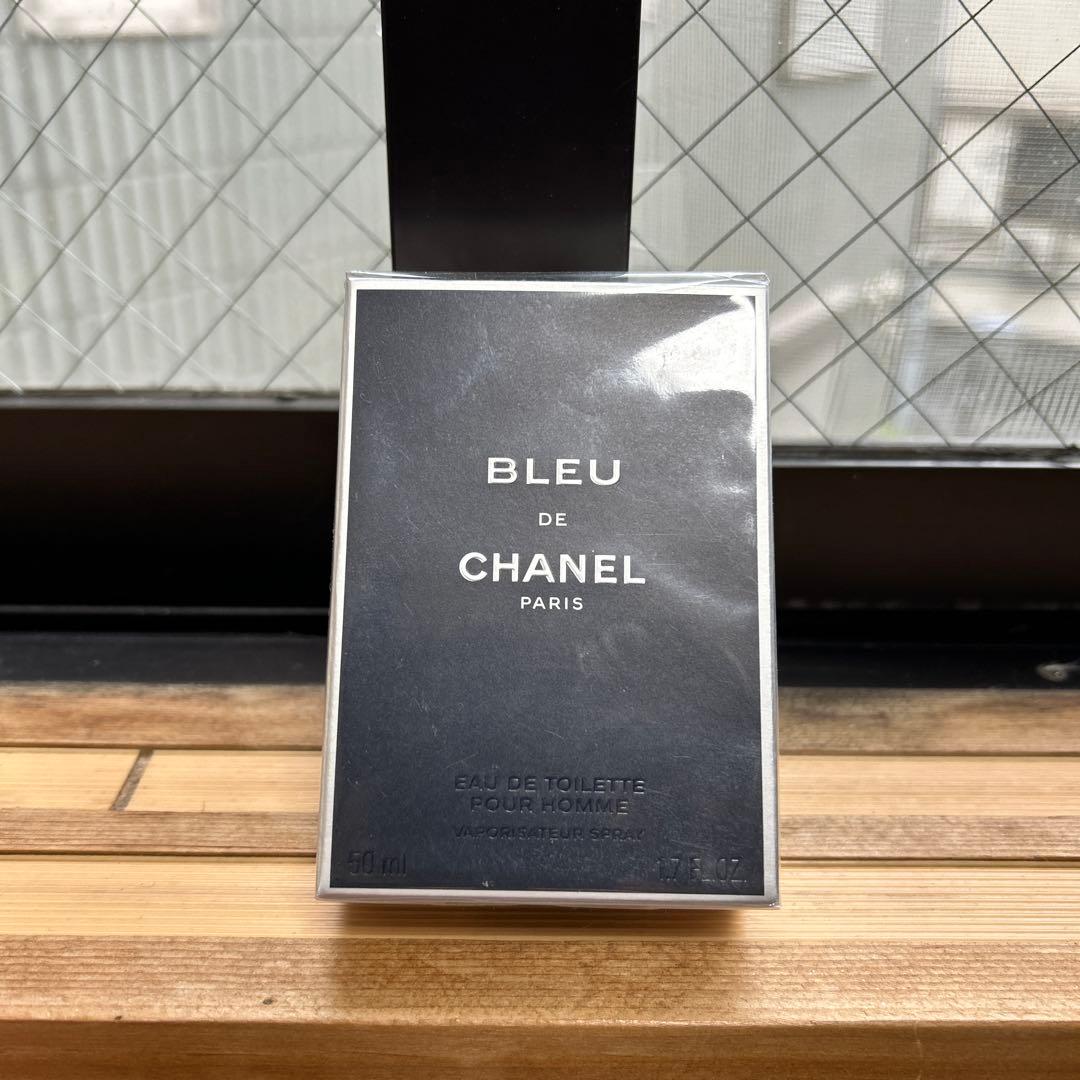 BLEU
DE
CHANEL
PARIS
EAU DE TOILETTE
POUR HOMME
VAPORISATEUR SPRAY
50 ml 1.7 FL.OZ.